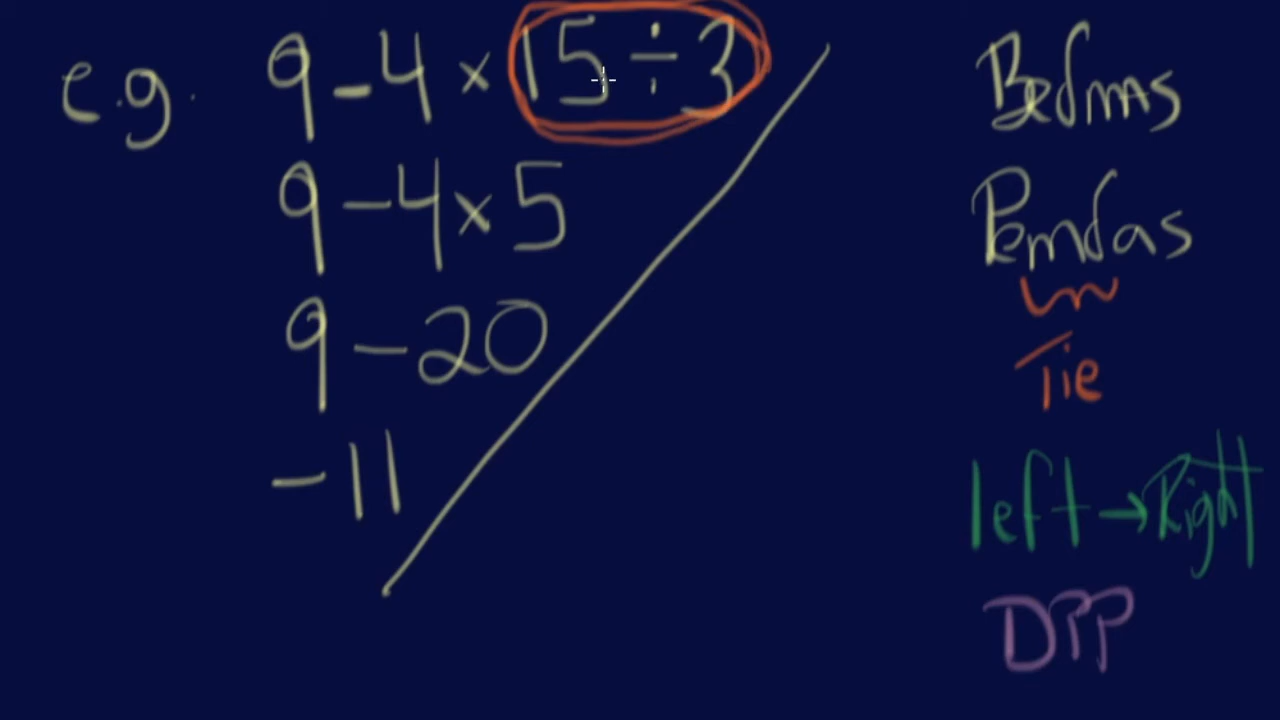 e.g. 9 - 4 × 15 ÷ 3
9 - 4 × 5
9 - 20
- 11
Bedmas
Pemdas
Tie
left → Right
DPP